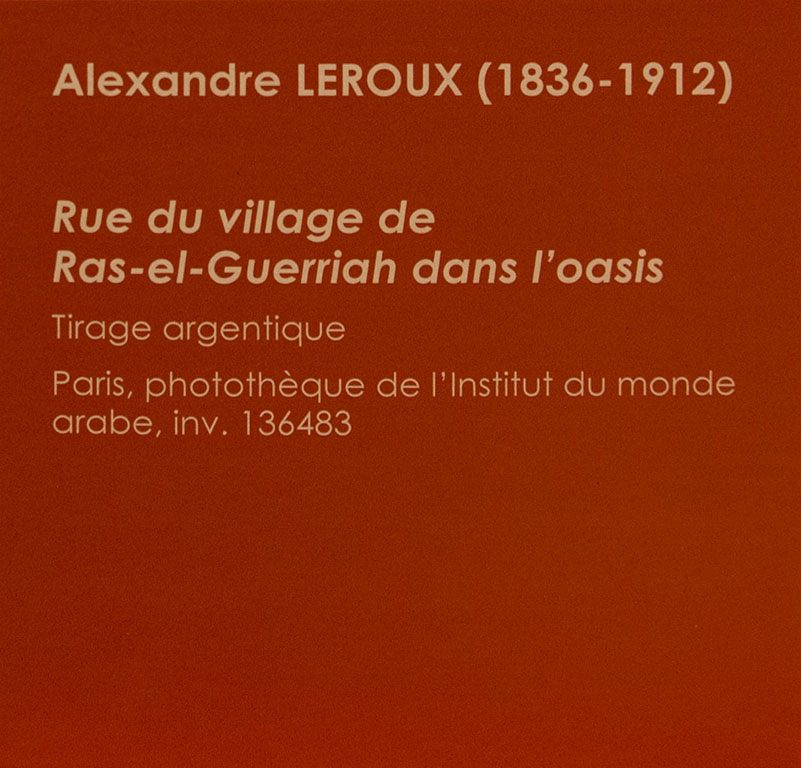 Alexandre LEROUX (1836-1912)
Rue du village de
Ras-el-Guerriah dans l’oasis
Tirage argentique
Paris, photothèque de l’Institut du monde
arabe, inv. 136483